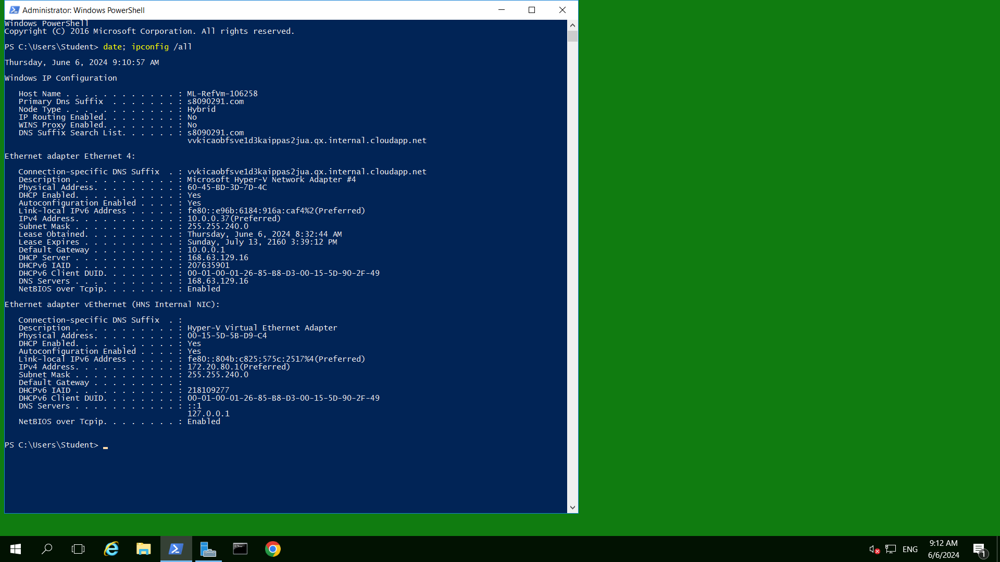 Administrator: Windows PowerShell
Windows PowerShell
Copyright (C) 2016 Microsoft Corporation. All rights reserved.
PS C:\Users\Student> date; ipconfig /all
Thursday, June 6, 2024 9:10:57 AM
Windows IP Configuration
Host Name . . . . . . . . . . . . : ML-RefVm-106258
Primary Dns Suffix  . . . . . . . : s8090291.com
Node Type . . . . . . . . . . . . : Hybrid
IP Routing Enabled. . . . . . . . : No
WINS Proxy Enabled. . . . . . . . : No
DNS Suffix Search List. . . . . . : s8090291.com
vvkicaobfsve1d3kaippas2jua.qx.internal.cloudapp.net
Ethernet adapter Ethernet 4:
Connection-specific DNS Suffix  . : vvkicaobfsve1d3kaippas2jua.qx.internal.cloudapp.net
Description . . . . . . . . . . . : Microsoft Hyper-V Network Adapter #4
Physical Address. . . . . . . . . : 60-45-BD-3D-7D-4C
DHCP Enabled. . . . . . . . . . . : Yes
Autoconfiguration Enabled . . . . : Yes
Link-local IPv6 Address . . . . . : fe80::e96b:6184:916a:caf4%2(Preferred)
IPv4 Address. . . . . . . . . . . : 10.0.0.37(Preferred)
Subnet Mask . . . . . . . . . . . : 255.255.240.0
Lease Obtained. . . . . . . . . . : Thursday, June 6, 2024 8:32:44 AM
Lease Expires . . . . . . . . . . : Sunday, July 13, 2160 3:39:12 PM
Default Gateway . . . . . . . . . : 10.0.0.1
DHCP Server . . . . . . . . . . . : 168.63.129.16
DHCPv6 IAID . . . . . . . . . . . : 207635901
DHCPv6 Client DUID. . . . . . . . : 00-01-00-01-26-85-B8-D3-00-15-5D-90-2F-49
DNS Servers . . . . . . . . . . . : 168.63.129.16
NetBIOS over Tcpip. . . . . . . . : Enabled
Ethernet adapter vEthernet (HNS Internal NIC):
Connection-specific DNS Suffix  . :
Description . . . . . . . . . . . : Hyper-V Virtual Ethernet Adapter
Physical Address. . . . . . . . . : 00-15-5D-5B-D9-C4
DHCP Enabled. . . . . . . . . . . : Yes
Autoconfiguration Enabled . . . . : Yes
Link-local IPv6 Address . . . . . : fe80::804b:c825:575c:2517%4(Preferred)
IPv4 Address. . . . . . . . . . . : 172.20.80.1(Preferred)
Subnet Mask . . . . . . . . . . . : 255.255.240.0
Default Gateway . . . . . . . . . :
DHCPv6 IAID . . . . . . . . . . . : 218109277
DHCPv6 Client DUID. . . . . . . . : 00-01-00-01-26-85-B8-D3-00-15-5D-90-2F-49
DNS Servers . . . . . . . . . . . : ::1
127.0.0.1
NetBIOS over Tcpip. . . . . . . . : Enabled
PS C:\Users\Student>
ENG
9:12 AM
6/6/2024
1